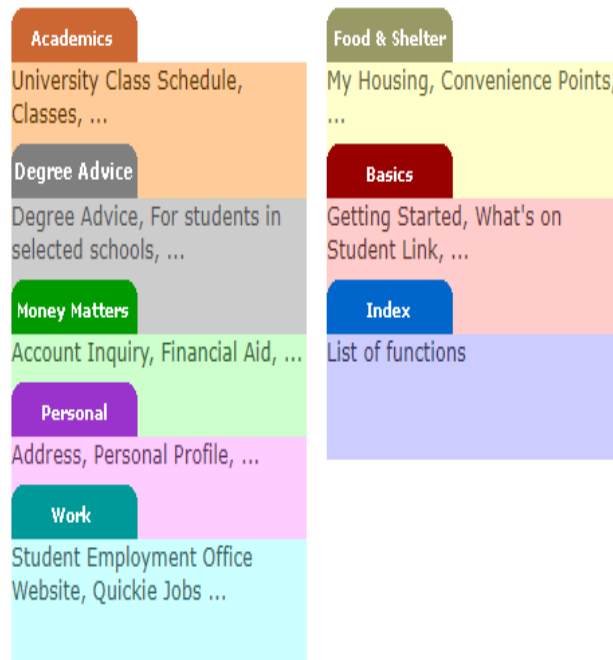 Academics
University Class Schedule,
Classes, ...
Degree Advice
Degree Advice, For students in
selected schools, ...
Money Matters
Account Inquiry, Financial Aid, ...
Personal
Address, Personal Profile, ...
Work
Student Employment Office
Website, Quickie Jobs ...
Food & Shelter
My Housing, Convenience Points,
...
Basics
Getting Started, What's on
Student Link, ...
Index
List of functions